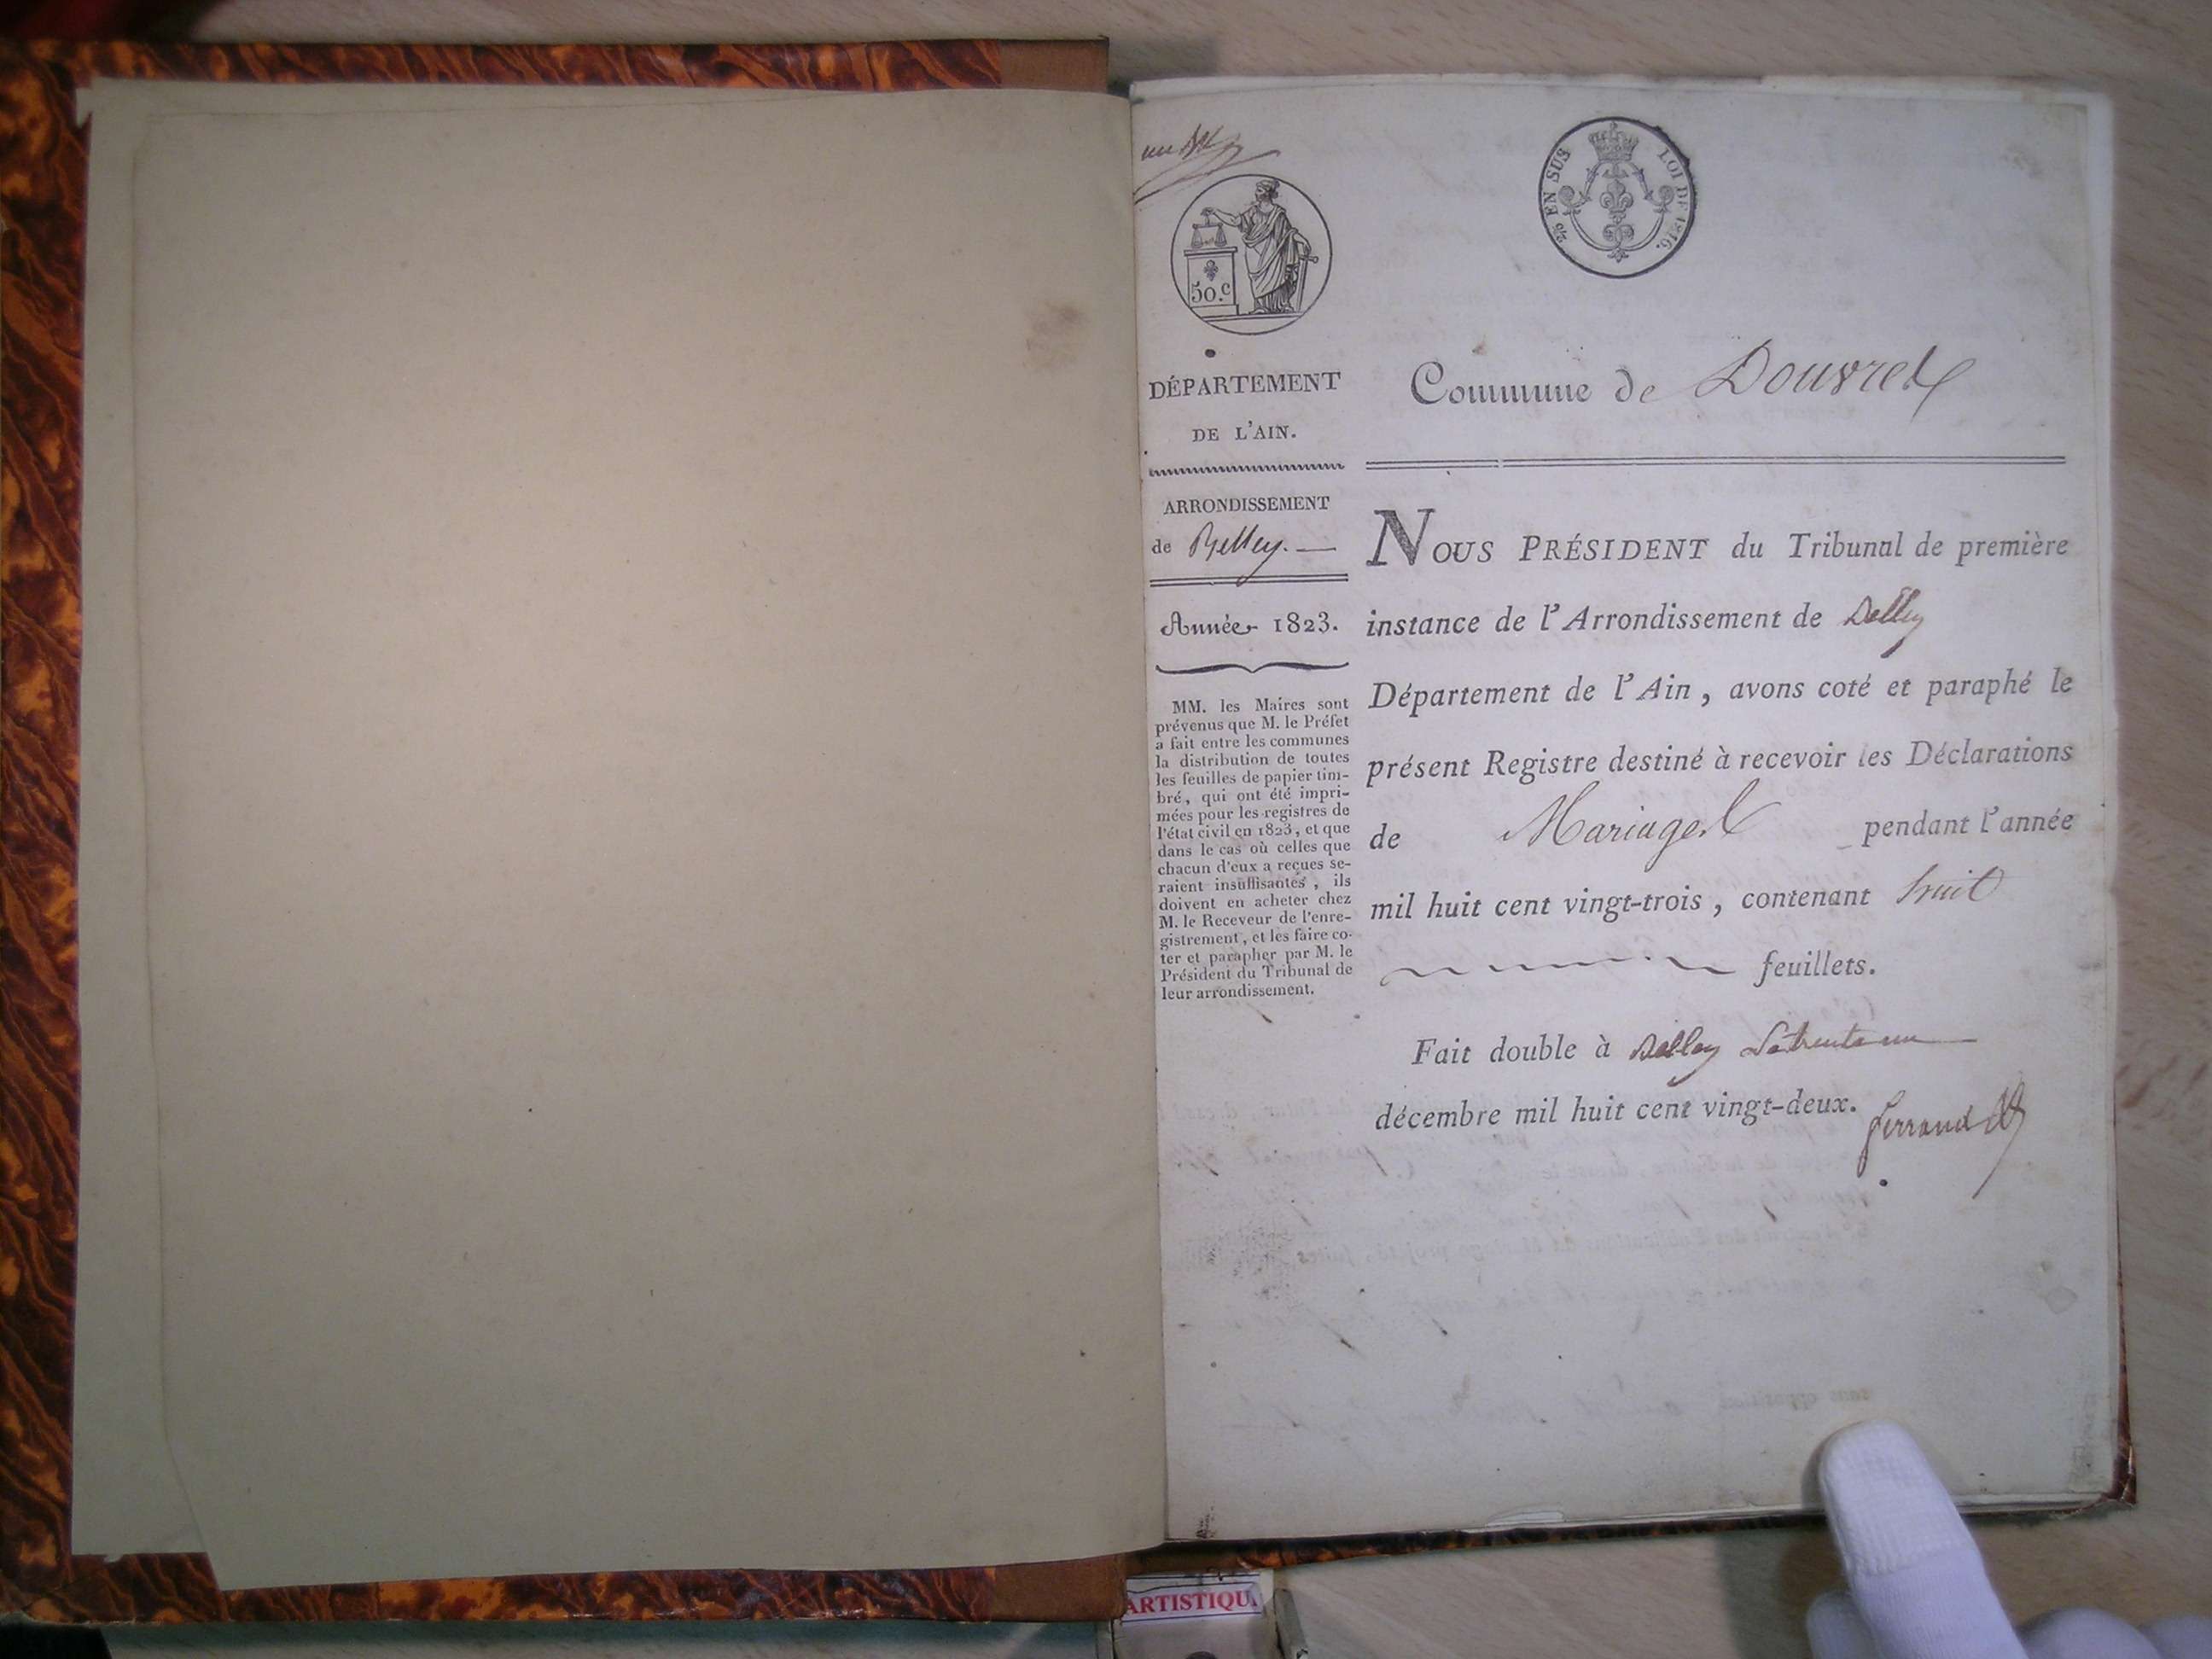 50.c
2/10 EN SUS LOI DE 1816.
DÉPARTEMENT
DE L'AIN.
ARRONDISSEMENT
de Belley.
Année 1823.
MM. les Maires sont
prévenus que M. le Préfet
a fait entre les communes
la distribution de toutes
les feuilles de papier tim-
bré, qui ont été impri-
mées pour les registres de
l'état civil en 1823, et que
dans le cas où celles que
chacun d'eux a reçues se-
raient insuffisantes, ils
doivent en acheter chez
M. le Receveur de l'enre-
gistrement, et les faire co-
ter et parapher par M. le
Président du Tribunal de
leur arrondissement.
Commune de Douvres
NOUS PRÉSIDENT du Tribunal de première
instance de l'Arrondissement de Belley
Département de l'Ain, avons coté et paraphé le
présent Registre destiné à recevoir les Déclarations
de Mariages pendant l'année
mil huit cent vingt-trois, contenant huit
feuillets.
Fait double à Belley Le trente un
décembre mil huit cent vingt-deux.
ferrand
ARTISTIQU